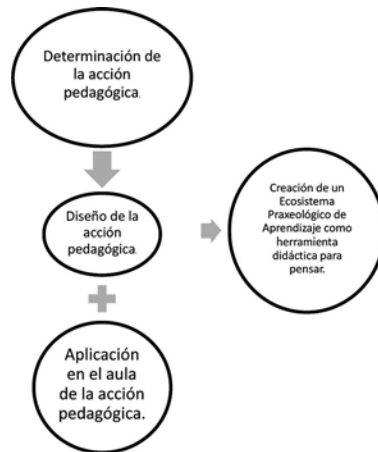 Determinación de
la acción
pedagógica.
Diseño de la
acción
pedagógica.
Creación de un
Ecosistema
Praxeológico de
Aprendizaje como
herramienta
didáctica para
pensar.
Aplicación
en el aula
de la acción
pedagógica.